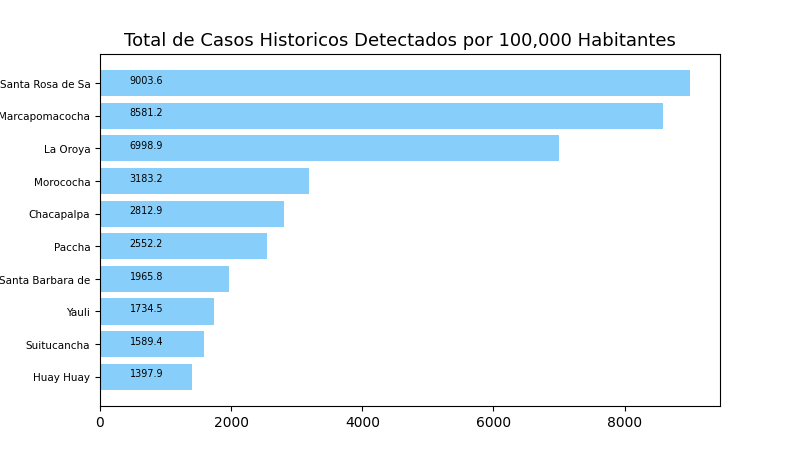 Total de Casos Historicos Detectados por 100,000 Habitantes
Santa Rosa de Sa 9003.6
Marcapomacocha 8581.2
La Oroya 6998.9
Morococha 3183.2
Chacapalpa 2812.9
Paccha 2552.2
Santa Barbara de 1965.8
Yauli 1734.5
Suitucancha 1589.4
Huay Huay 1397.9
0 2000 4000 6000 8000